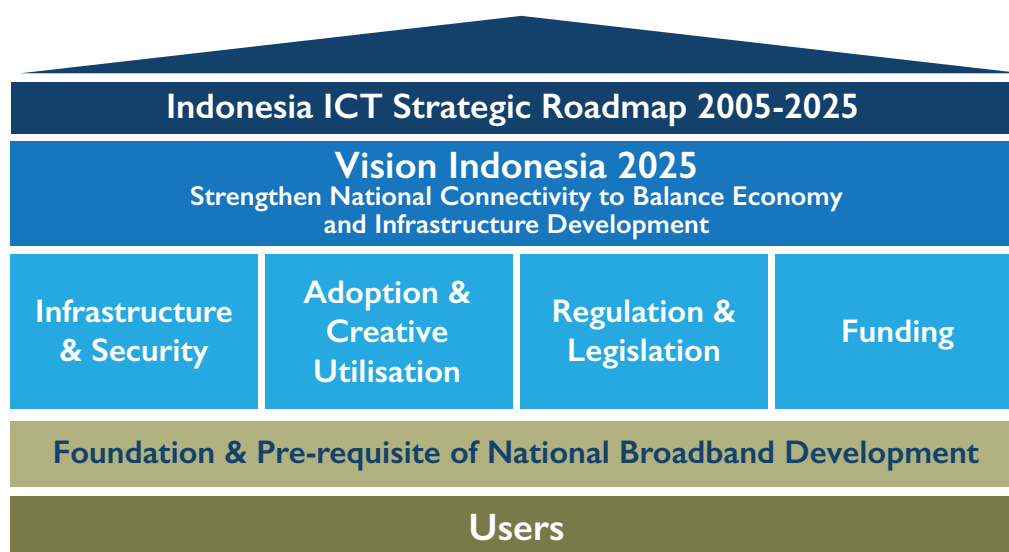 Indonesia ICT Strategic Roadmap 2005-2025
Vision Indonesia 2025
Strengthen National Connectivity to Balance Economy
and Infrastructure Development
Infrastructure
& Security
Adoption &
Creative
Utilisation
Regulation &
Legislation
Funding
Foundation & Pre-requisite of National Broadband Development
Users